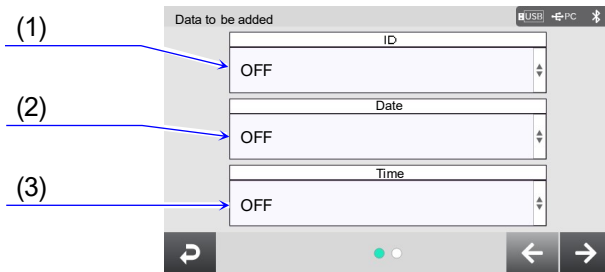 (1)
Data to be added
USB PC
ID
OFF
(2)
Date
OFF
(3)
Time
OFF